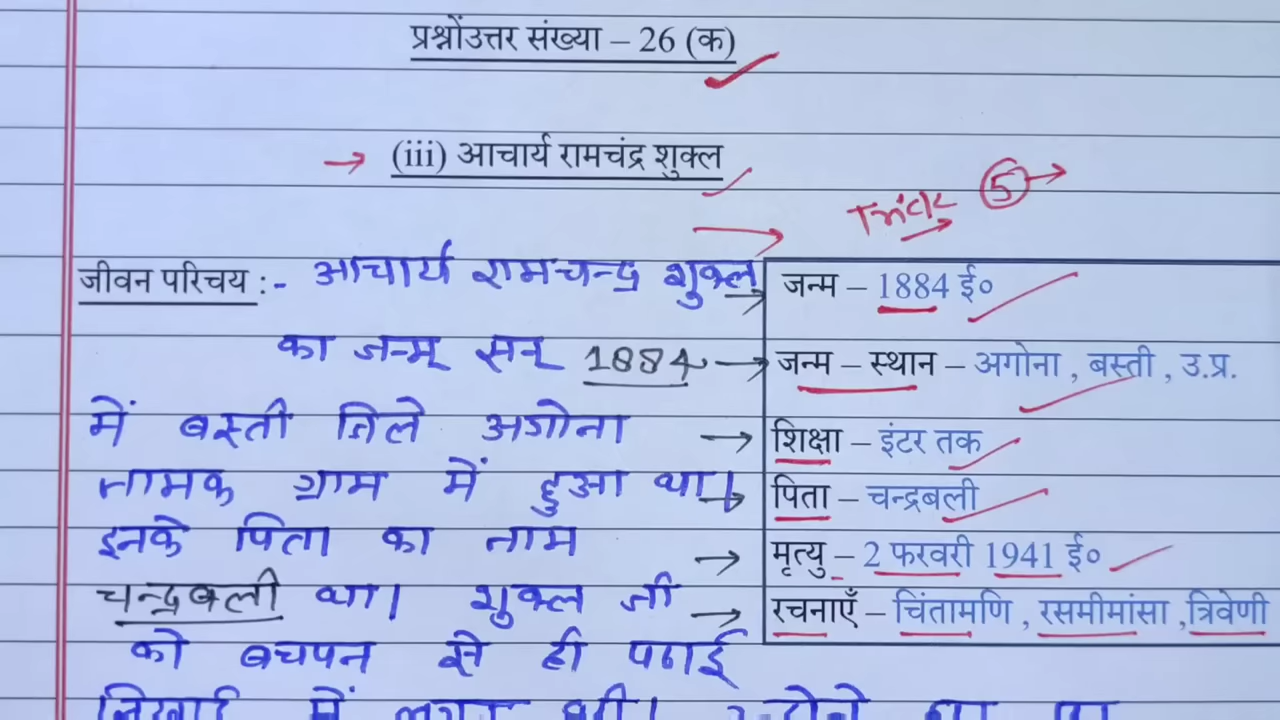 प्रश्नोंउत्तर संख्या – 26 (क)
→ (iii) आचार्य रामचंद्र शुक्ल
Trick → ⑤→
जीवन परिचय :- आचार्य रामचन्द्र शुक्ल
का जन्म सन् 1884
में बस्ती जिले अगोना
नामक ग्राम में हुआ था।
इनके पिता का नाम
चन्द्रबली था। शुक्ल जी
को बचपन से ही पढाई
जन्म – 1884 ई०
जन्म – स्थान – अगोना , बस्ती , उ.प्र.
शिक्षा – इंटर तक
पिता – चन्द्रबली
मृत्यु – 2 फरवरी 1941 ई०
रचनाएँ – चिंतामणि , रसमीमांसा , त्रिवेणी